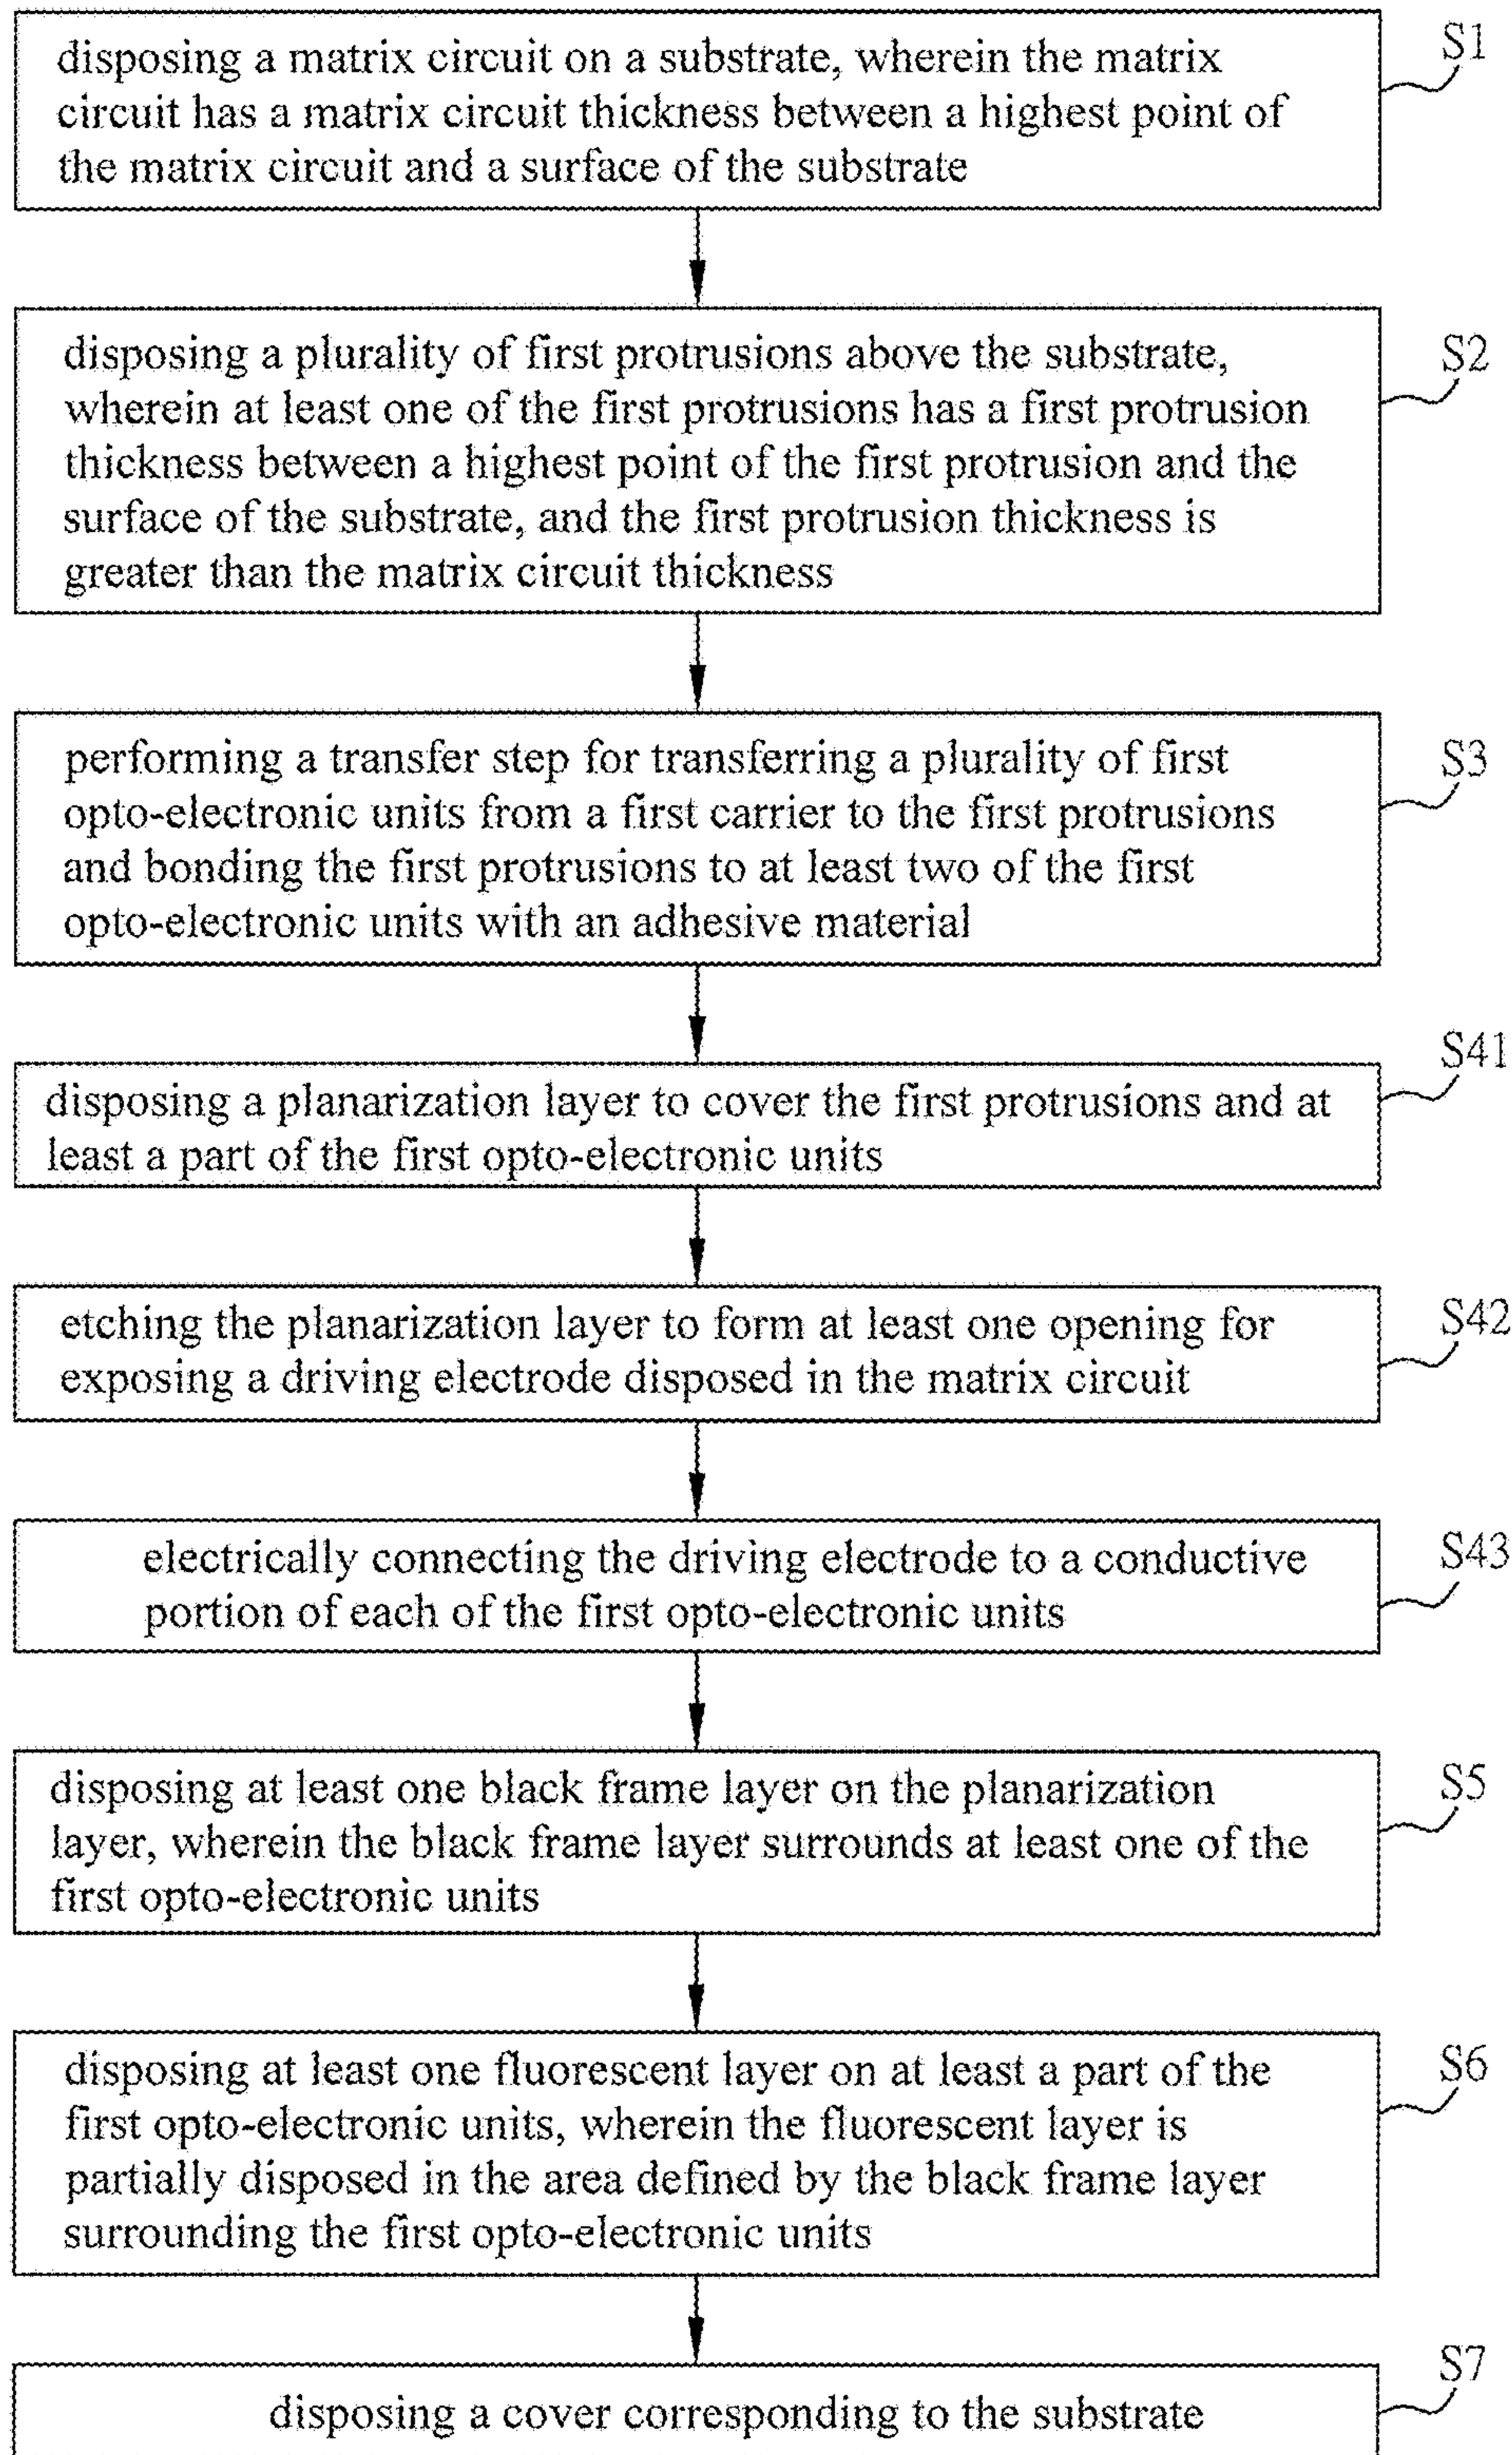 disposing a matrix circuit on a substrate, wherein the matrix
circuit has a matrix circuit thickness between a highest point of
the matrix circuit and a surface of the substrate
S1
disposing a plurality of first protrusions above the substrate,
wherein at least one of the first protrusions has a first protrusion
thickness between a highest point of the first protrusion and the
surface of the substrate, and the first protrusion thickness is
greater than the matrix circuit thickness
S2
performing a transfer step for transferring a plurality of first
opto-electronic units from a first carrier to the first protrusions
and bonding the first protrusions to at least two of the first
opto-electronic units with an adhesive material
S3
disposing a planarization layer to cover the first protrusions and at
least a part of the first opto-electronic units
S41
etching the planarization layer to form at least one opening for
exposing a driving electrode disposed in the matrix circuit
S42
electrically connecting the driving electrode to a conductive
portion of each of the first opto-electronic units
S43
disposing at least one black frame layer on the planarization
layer, wherein the black frame layer surrounds at least one of the
first opto-electronic units
S5
disposing at least one fluorescent layer on at least a part of the
first opto-electronic units, wherein the fluorescent layer is
partially disposed in the area defined by the black frame layer
surrounding the first opto-electronic units
S6
disposing a cover corresponding to the substrate
S7